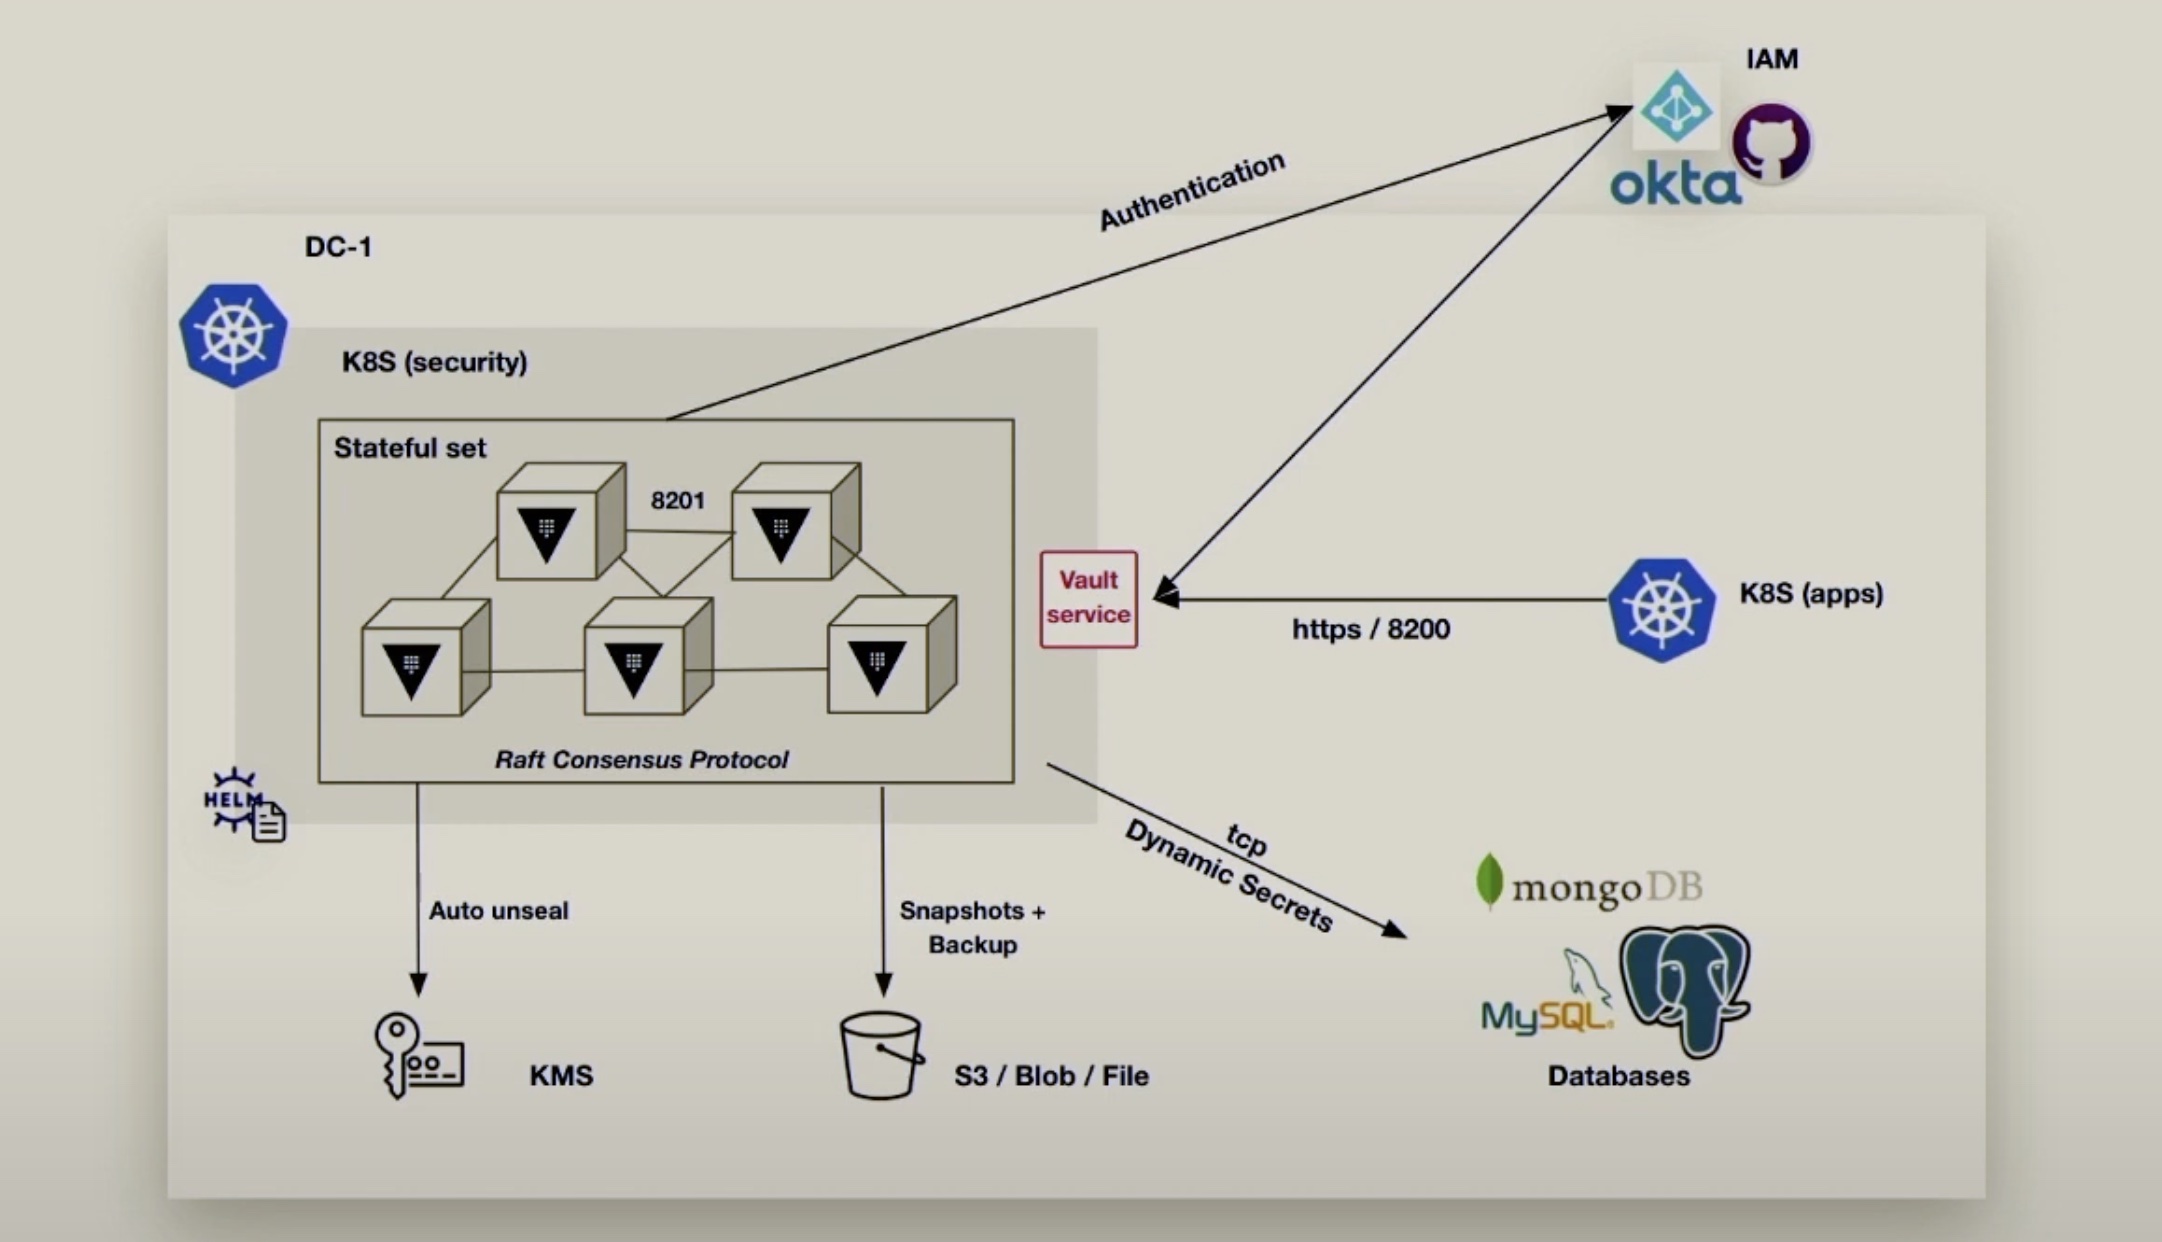 IAM
okta
Authentication
DC-1
K8S (security)
Stateful set
8201
Vault
service
K8S (apps)
https / 8200
Raft Consensus Protocol
HELM
tcp
Dynamic Secrets
Auto unseal
Snapshots +
Backup
mongoDB
MySQL®
KMS
S3 / Blob / File
Databases